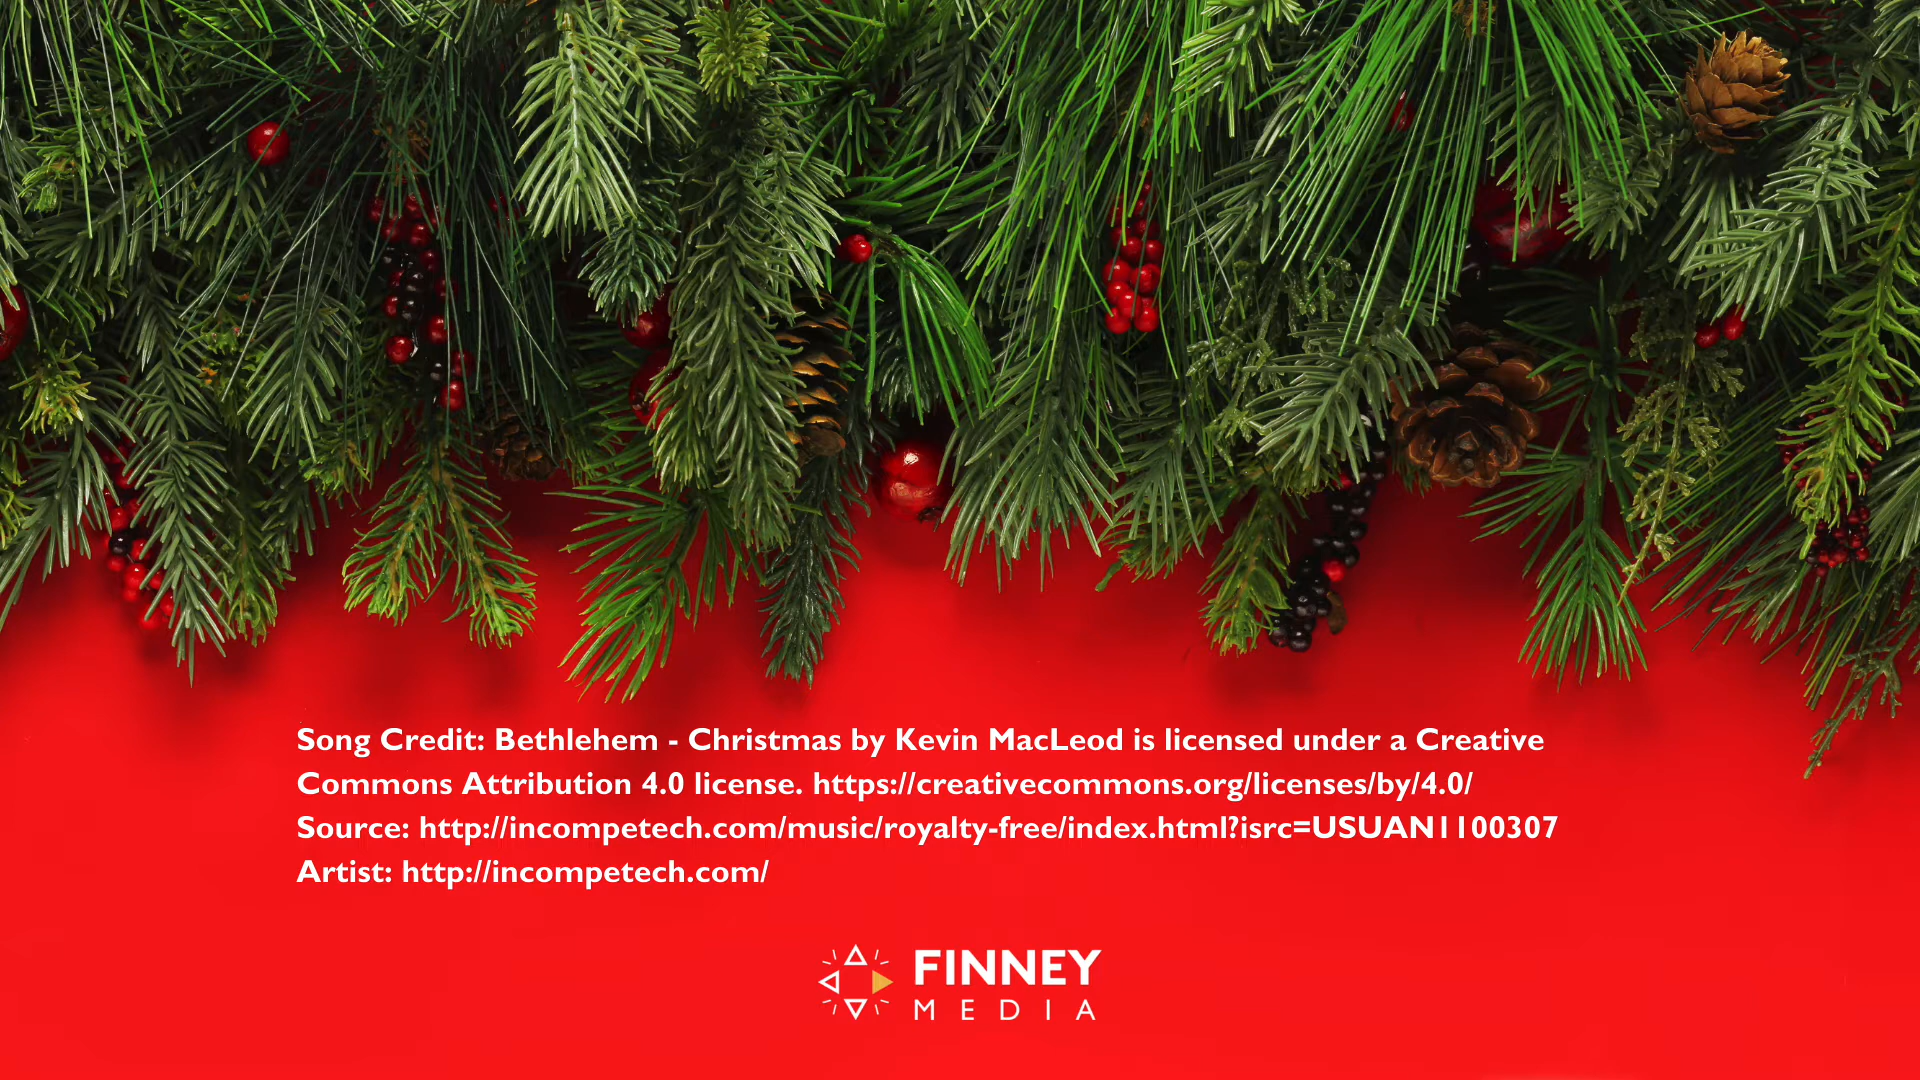 Song Credit: Bethlehem - Christmas by Kevin MacLeod is licensed under a Creative
Commons Attribution 4.0 license. https://creativecommons.org/licenses/by/4.0/
Source: http://incompetech.com/music/royalty-free/index.html?isrc=USUAN1100307
Artist: http://incompetech.com/
FINNEY
MEDIA